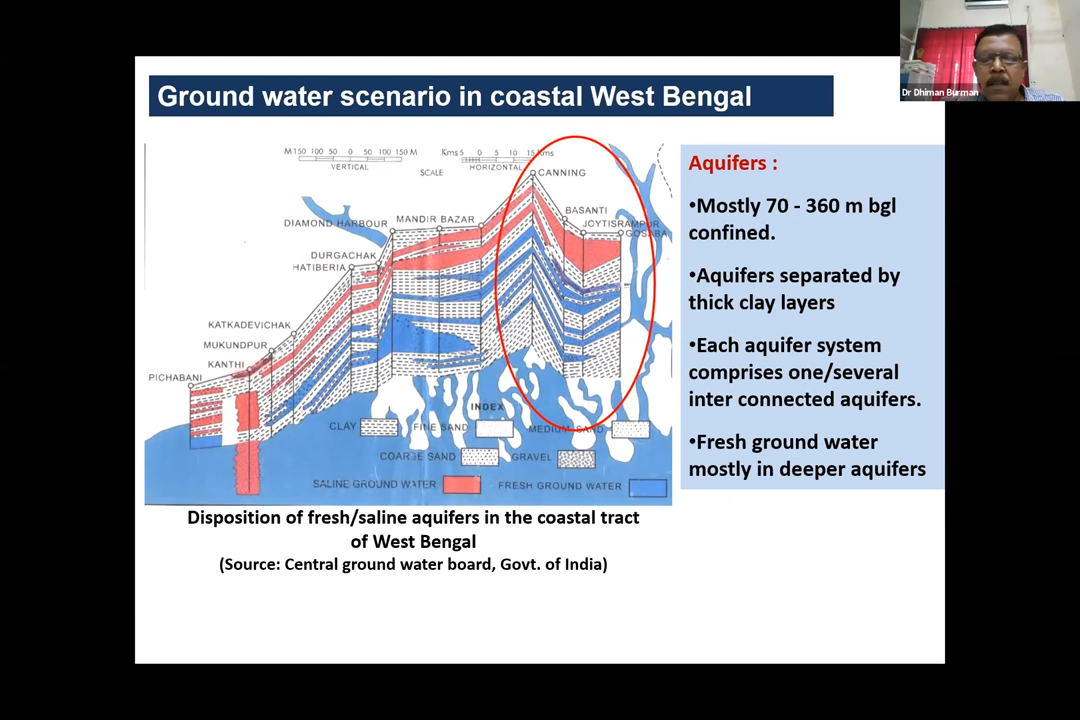 Dr Dhiman Burman
Ground water scenario in coastal West Bengal
M 150 100 50 0 50 100 150 M
VERTICAL
SCALE
Kms 5 0 5 10 15 Kms
HORIZONTAL
CANNING
BASANTI
JOYTISRAMPUR
GOSABA
DIAMOND HARBOUR
MANDIR BAZAR
DURGACHAK
HATIBERIA
KATKADEVICHAK
MUKUNDPUR
KANTHI
PICHABANI
INDEX
CLAY
FINE SAND
MEDIUM SAND
COARSE SAND
GRAVEL
SALINE GROUND WATER
FRESH GROUND WATER
Disposition of fresh/saline aquifers in the coastal tract
of West Bengal
(Source: Central ground water board, Govt. of India)
Aquifers :
•Mostly 70 - 360 m bgl
confined.
•Aquifers separated by
thick clay layers
•Each aquifer system
comprises one/several
inter connected aquifers.
•Fresh ground water
mostly in deeper aquifers